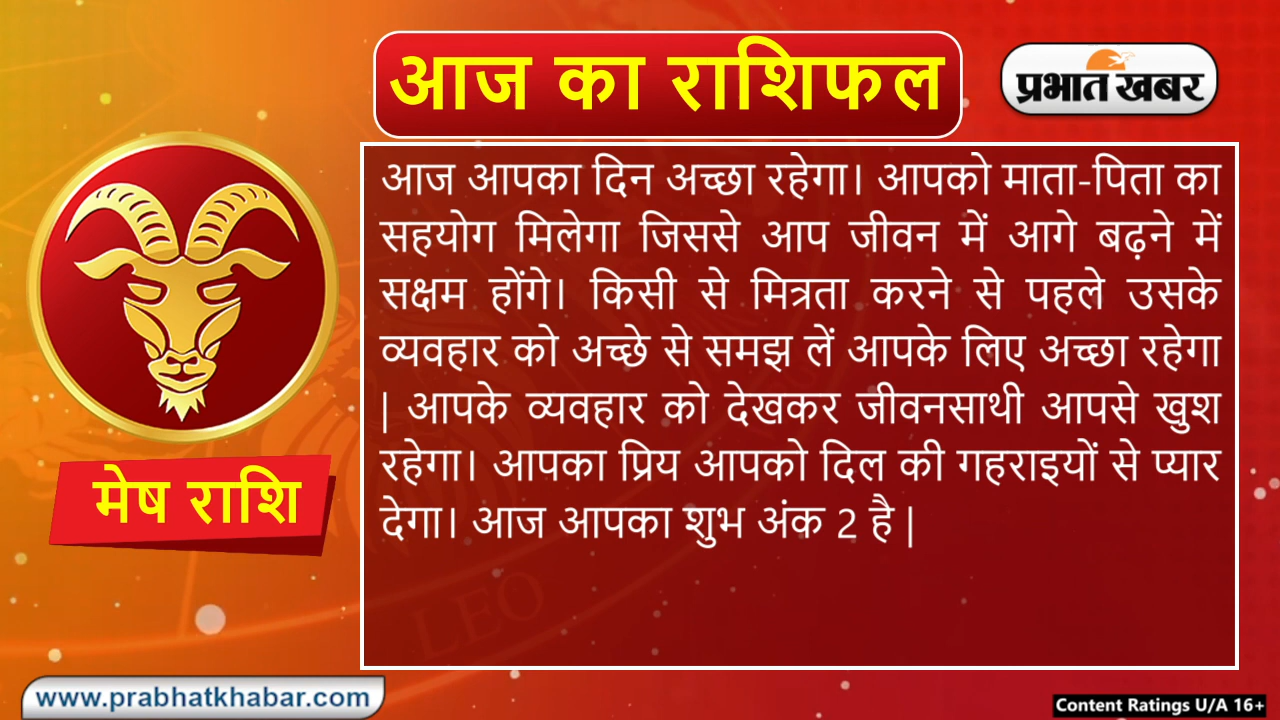 आज का राशिफल
प्रभात खबर
आज आपका दिन अच्छा रहेगा। आपको माता-पिता का
सहयोग मिलेगा जिससे आप जीवन में आगे बढ़ने में
सक्षम होंगे। किसी से मित्रता करने से पहले उसके
व्यवहार को अच्छे से समझ लें आपके लिए अच्छा रहेगा
| आपके व्यवहार को देखकर जीवनसाथी आपसे खुश
रहेगा। आपका प्रिय आपको दिल की गहराइयों से प्यार
देगा। आज आपका शुभ अंक 2 है |
मेष राशि
LEO
www.prabhatkhabar.com
Content Ratings U/A 16+